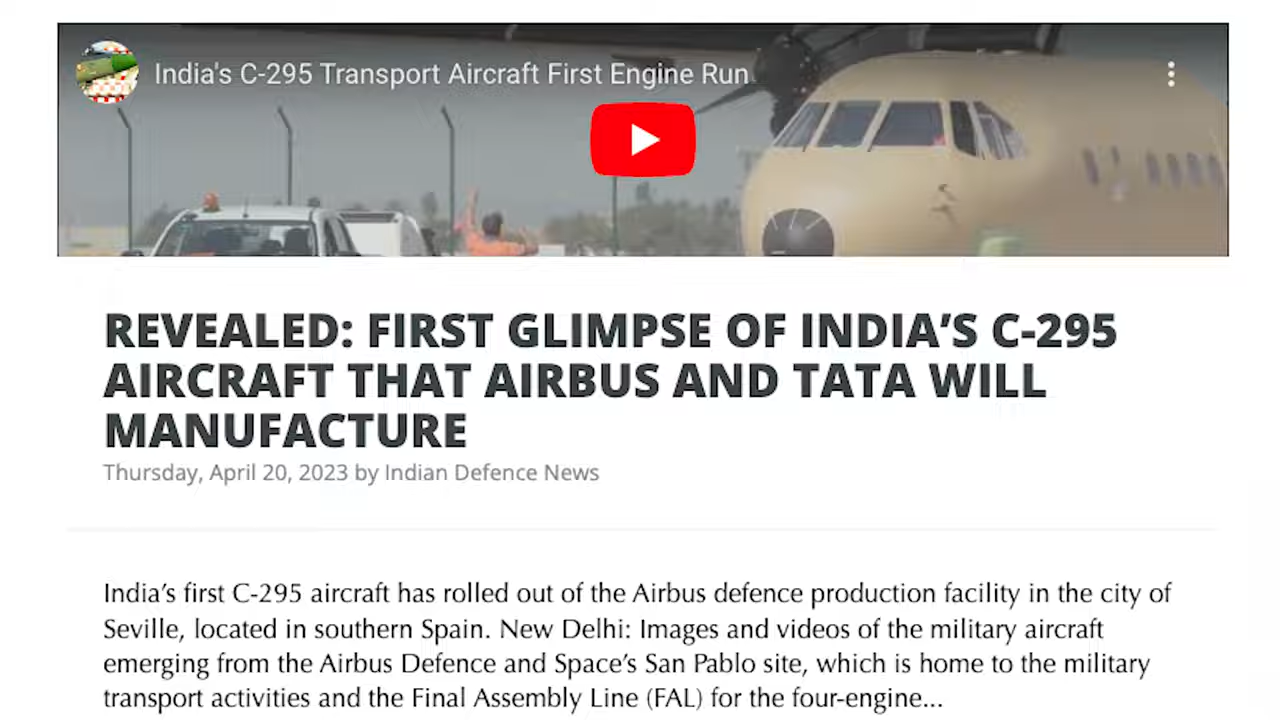 India's C-295 Transport Aircraft First Engine Run
REVEALED: FIRST GLIMPSE OF INDIA’S C-295
AIRCRAFT THAT AIRBUS AND TATA WILL
MANUFACTURE
Thursday, April 20, 2023 by Indian Defence News
India’s first C-295 aircraft has rolled out of the Airbus defence production facility in the city of
Seville, located in southern Spain. New Delhi: Images and videos of the military aircraft
emerging from the Airbus Defence and Space’s San Pablo site, which is home to the military
transport activities and the Final Assembly Line (FAL) for the four-engine...